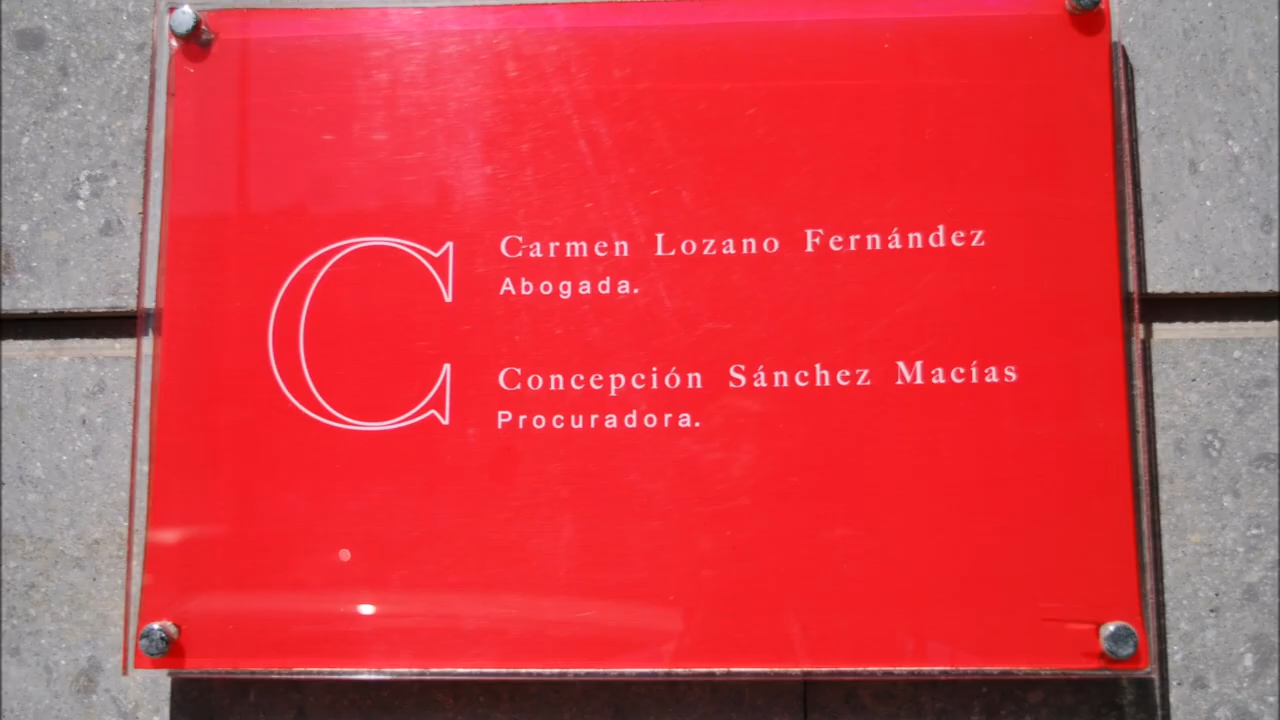 C
Carmen Lozano Fernández
Abogada.
Concepción Sánchez Macías
Procuradora.